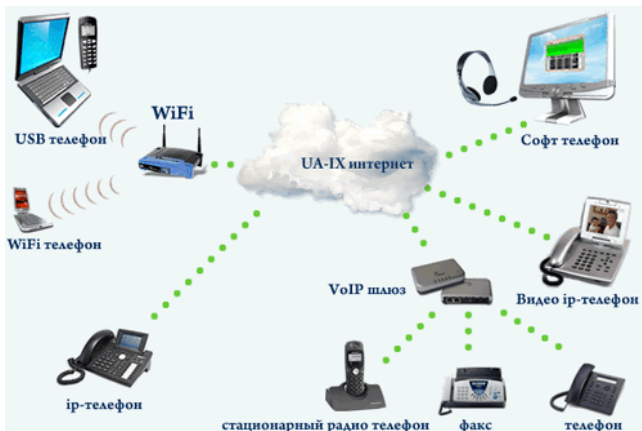 WiFi
USB телефон
UA-IX интернет
Софт телефон
WiFi телефон
VoIP шлюз
Видео ip-телефон
ip-телефон
стационарный радио телефон
факс
телефон